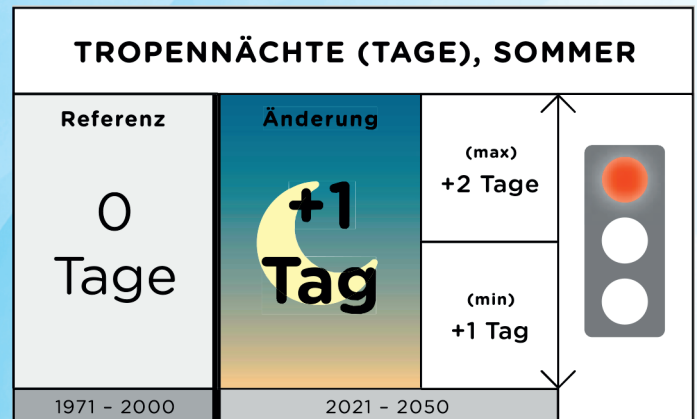 TROPENNÄCHTE (TAGE), SOMMER
Referenz
0
Tage
Änderung
+1
Tag
(max)
+2 Tage
(min)
+1 Tag
1971 – 2000
2021 – 2050